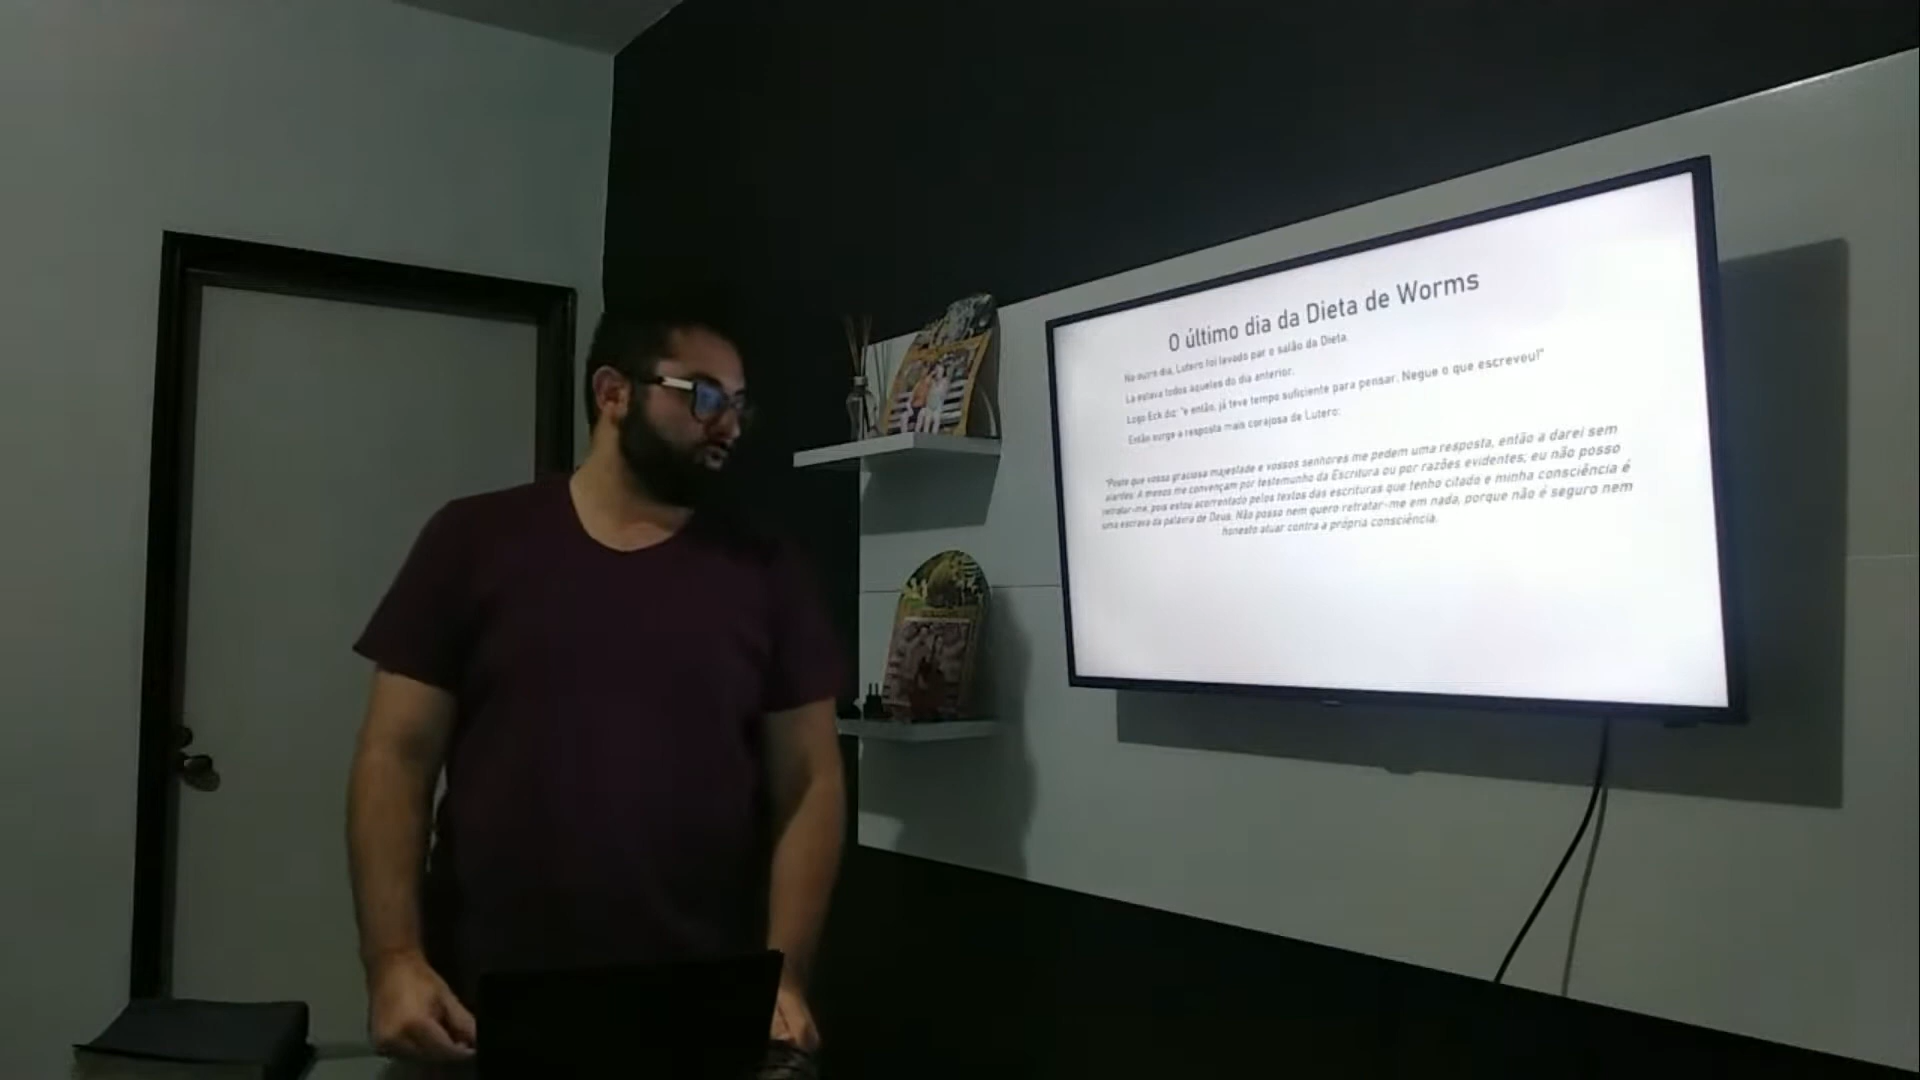 O último dia da Dieta de Worms
No outro dia, Lutero foi levado par o salão da Dieta.
La estava todos aqueles do dia anterior.
Logo Eck diz: "e então, já teve tempo suficiente para pensar. Negue o que escreveu!"
Então surge a resposta mais corajosa de Lutero:
"Posto que vossa graciosa majestade e vossos senhores me pedem uma resposta, então a darei sem
A menos me convençam por testemunho da Escritura ou por razões evidentes; eu não posso
retratar-me, pois estou acorrentado pelos textos das escrituras que tenho citado e minha consciência é
uma escrava da palavra de Deus. Não posso nem quero retratar-me em nada, porque não é seguro nem
honesto atuar contra a própria consciência.